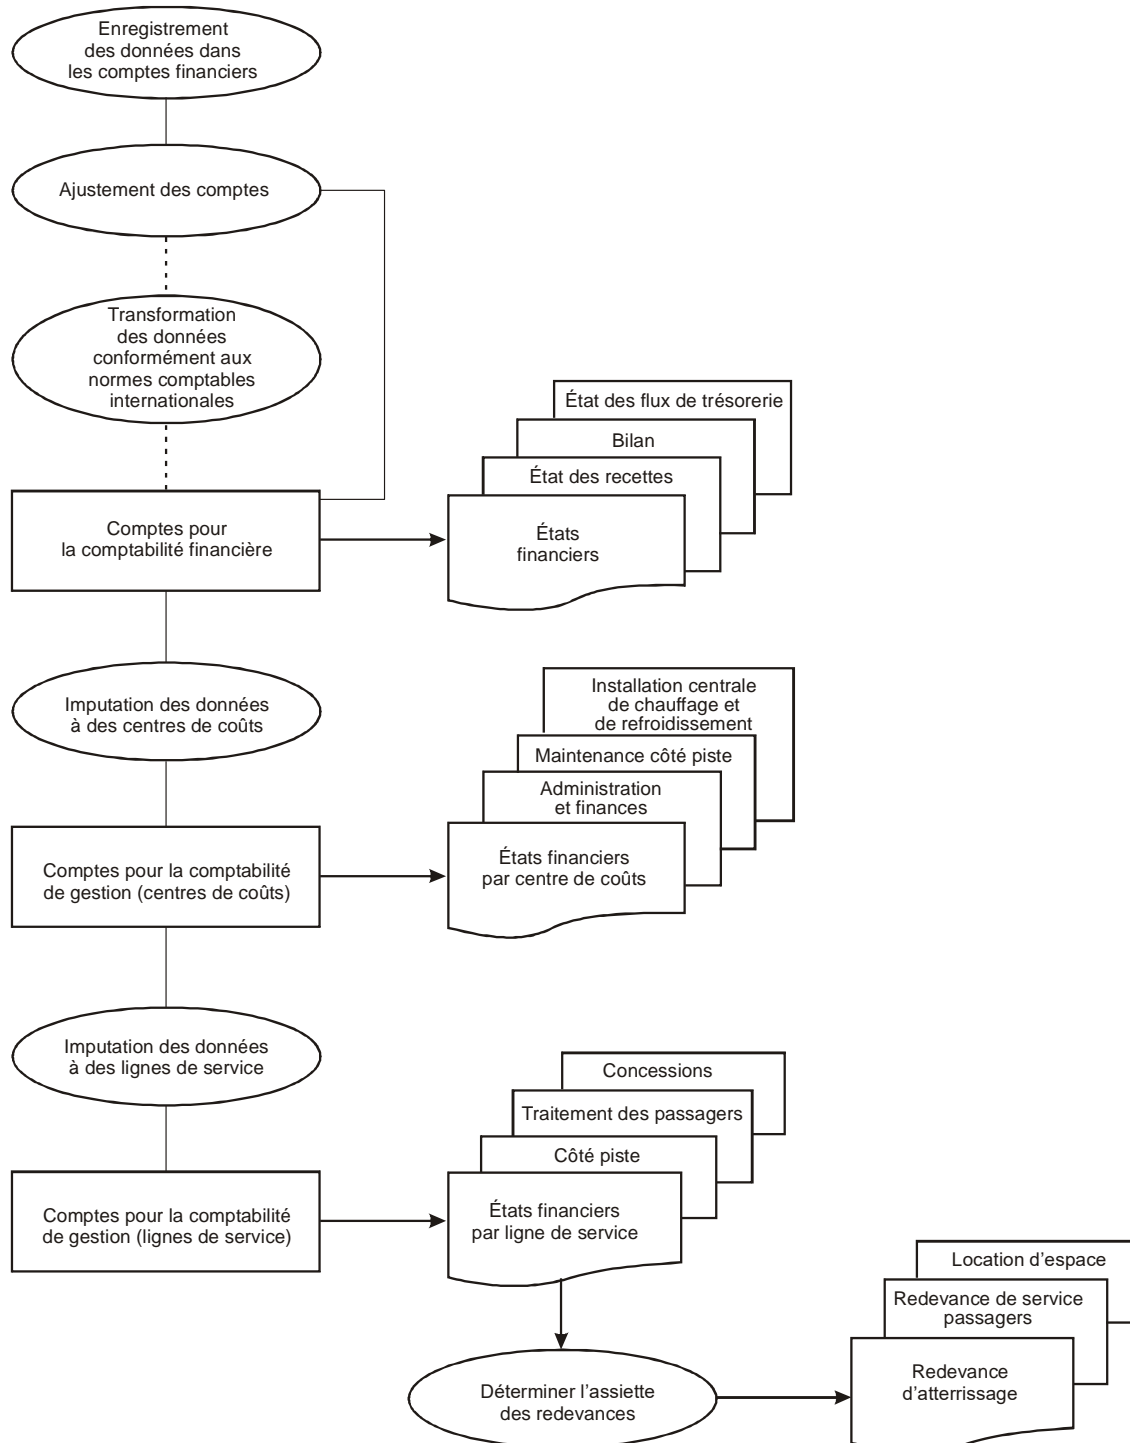 Enregistrement
des données dans
les comptes financiers
Ajustement des comptes
Transformation
des données
conformément aux
normes comptables
internationales
État des flux de trésorerie
Bilan
État des recettes
États
financiers
Comptes pour
la comptabilité financière
Imputation des données
à des centres de coûts
Installation centrale
de chauffage et
de refroidissement
Maintenance côté piste
Administration
et finances
États financiers
par centre de coûts
Comptes pour la comptabilité
de gestion (centres de coûts)
Imputation des données
à des lignes de service
Concessions
Traitement des passagers
Côté piste
États financiers
par ligne de service
Comptes pour la comptabilité
de gestion (lignes de service)
Location d'espace
Redevance de service
passagers
Redevance
d'atterrissage
Déterminer l'assiette
des redevances